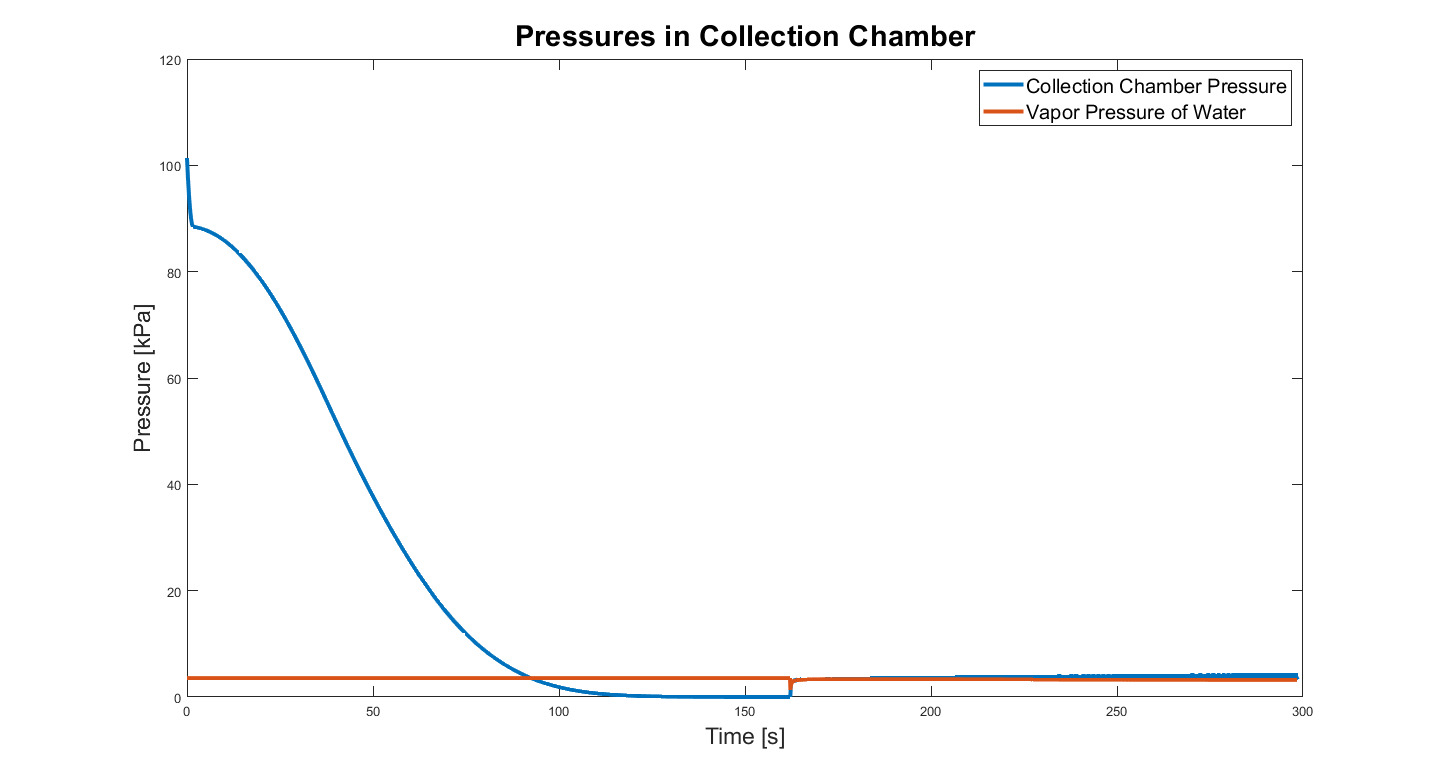 Pressures in Collection Chamber
Collection Chamber Pressure
Vapor Pressure of Water
Pressure [kPa]
120
100
80
60
40
20
0
0 50 100 150 200 250 300
Time [s]